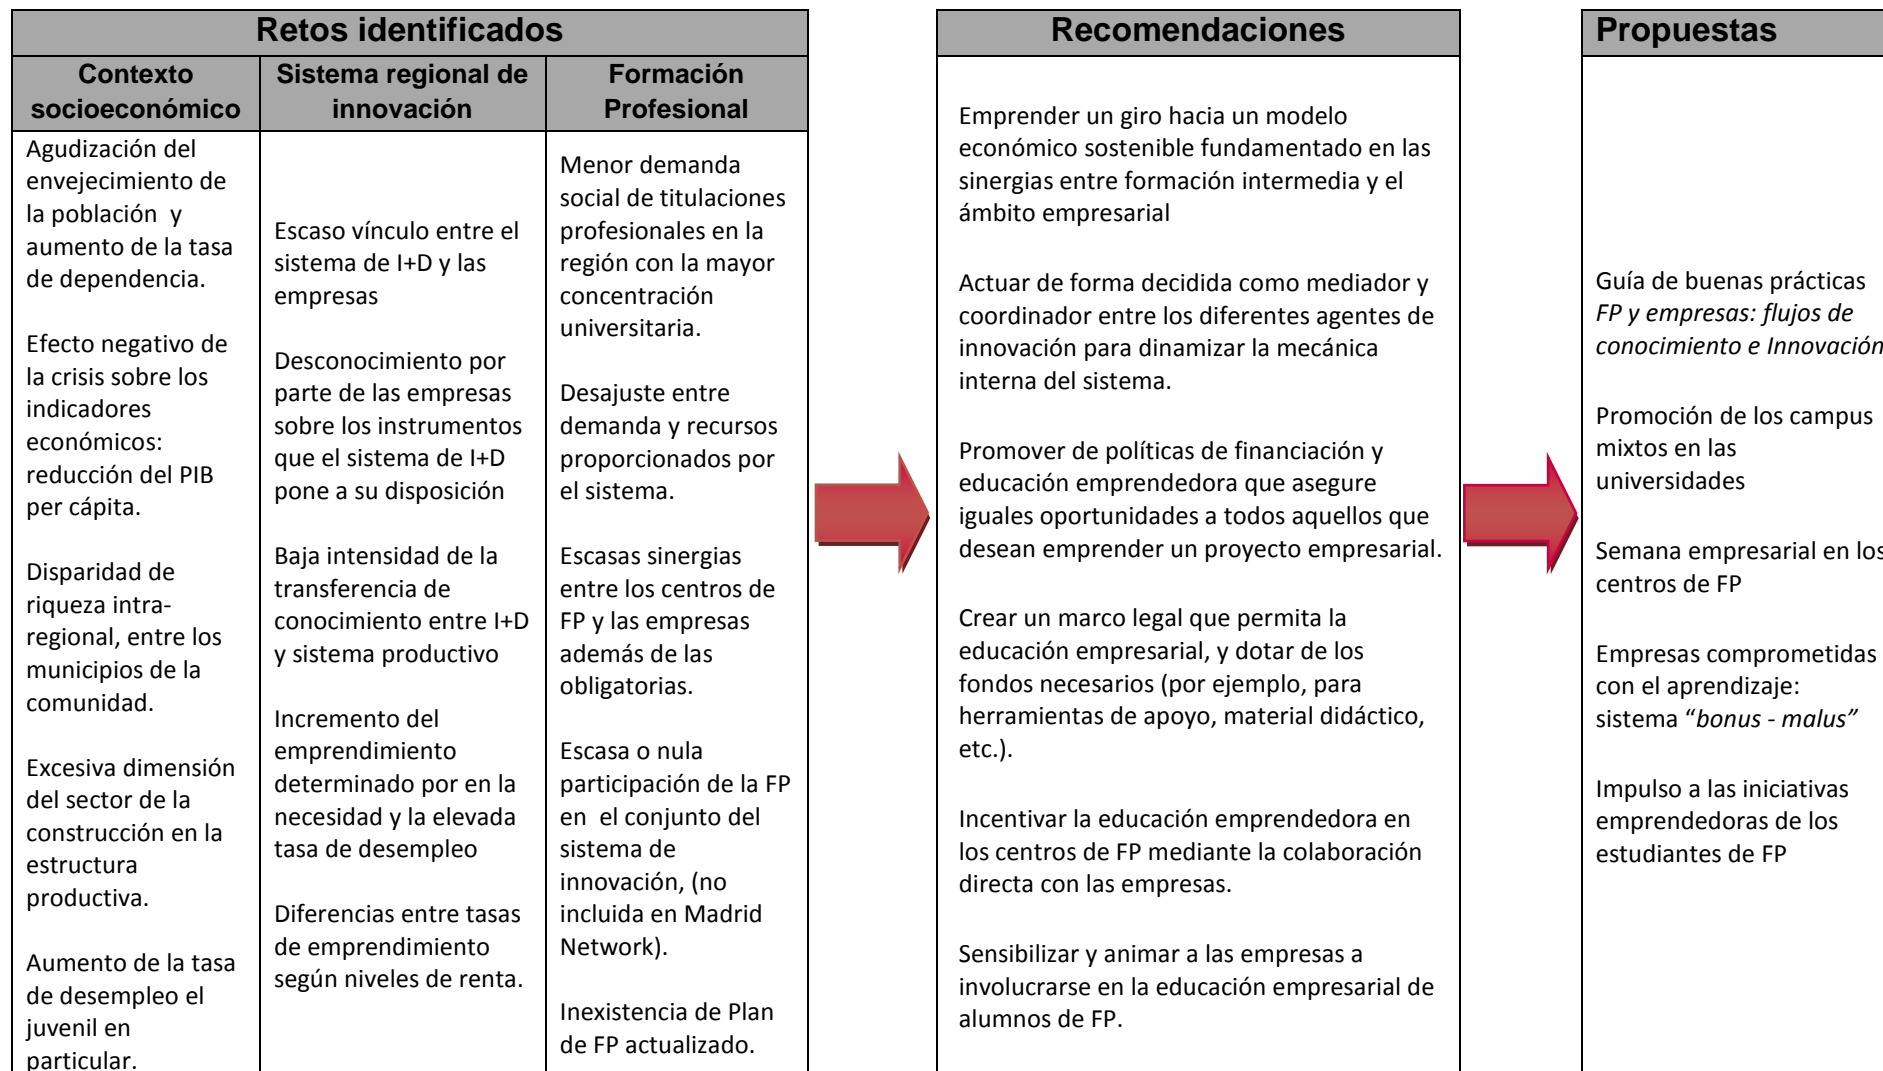 Retos identificados
Contexto
socioeconómico
Sistema regional de
innovación
Formación
Profesional
Agudización del
envejecimiento de
la población y
aumento de la tasa
de dependencia.
Efecto negativo de
la crisis sobre los
indicadores
económicos:
reducción del PIB
per cápita.
Disparidad de
riqueza intra-
regional, entre los
municipios de la
comunidad.
Excesiva dimensión
del sector de la
construcción en la
estructura
productiva.
Aumento de la tasa
de desempleo el
juvenil en
particular.
Escaso vínculo entre el
sistema de I+D y las
empresas
Desconocimiento por
parte de las empresas
sobre los instrumentos
que el sistema de I+D
pone a su disposición
Baja intensidad de la
transferencia de
conocimiento entre I+D
y sistema productivo
Incremento del
emprendimiento
determinado por en la
necesidad y la elevada
tasa de desempleo
Diferencias entre tasas
de emprendimiento
según niveles de renta.
Menor demanda
social de titulaciones
profesionales en la
región con la mayor
concentración
universitaria.
Desajuste entre
demanda y recursos
proporcionados por
el sistema.
Escasas sinergias
entre los centros de
FP y las empresas
además de las
obligatorias.
Escasa o nula
participación de la FP
en el conjunto del
sistema de
innovación, (no
incluida en Madrid
Network).
Inexistencia de Plan
de FP actualizado.
Recomendaciones
Emprender un giro hacia un modelo
económico sostenible fundamentado en las
sinergias entre formación intermedia y el
ámbito empresarial
Actuar de forma decidida como mediador y
coordinador entre los diferentes agentes de
innovación para dinamizar la mecánica
interna del sistema.
Promover de políticas de financiación y
educación emprendedora que asegure
iguales oportunidades a todos aquellos que
desean emprender un proyecto empresarial.
Crear un marco legal que permita la
educación empresarial, y dotar de los
fondos necesarios (por ejemplo, para
herramientas de apoyo, material didáctico,
etc.).
Incentivar la educación emprendedora en
los centros de FP mediante la colaboración
directa con las empresas.
Sensibilizar y animar a las empresas a
involucrarse en la educación empresarial de
alumnos de FP.
Propuestas
Guía de buenas prácticas
FP y empresas: flujos de
conocimiento e Innovación
Promoción de los campus
mixtos en las
universidades
Semana empresarial en los
centros de FP
Empresas comprometidas
con el aprendizaje:
sistema “bonus - malus”
Impulso a las iniciativas
emprendedoras de los
estudiantes de FP